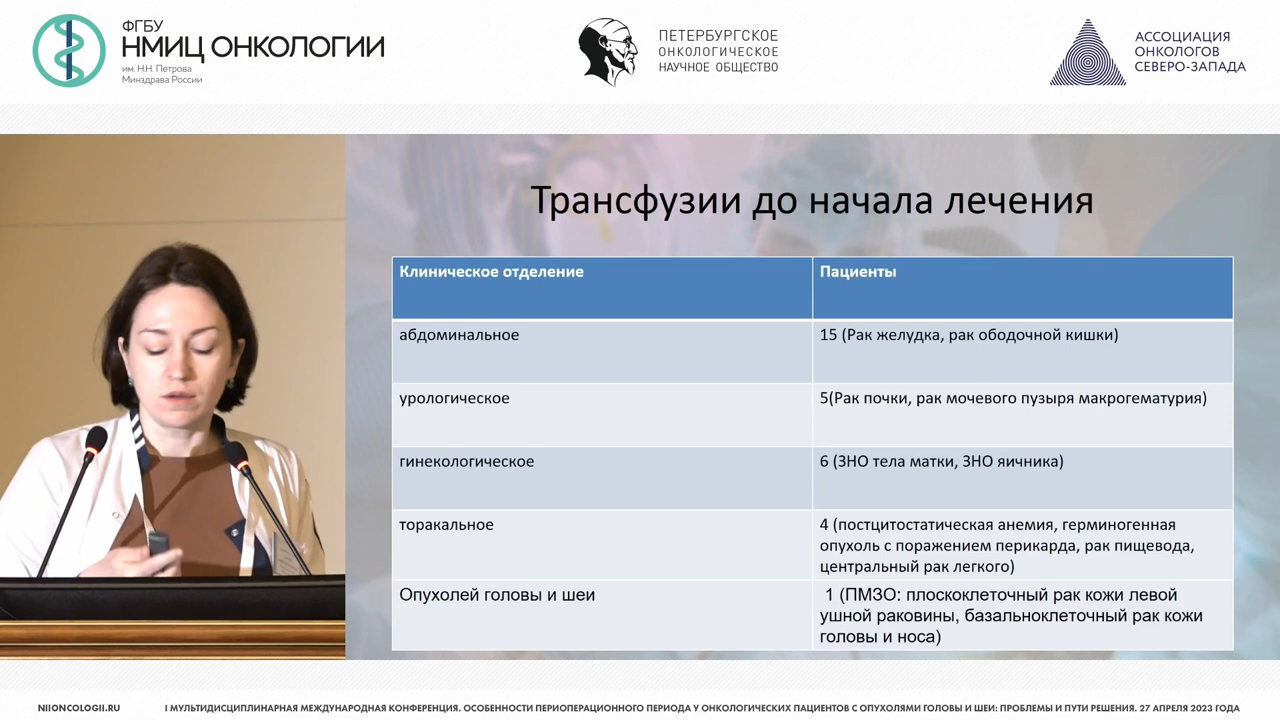 ФГБУ
НМИЦ ОНКОЛОГИИ
им. Н.Н. Петрова
Минздрава России
ПЕТЕРБУРГСКОЕ
ОНКОЛОГИЧЕСКОЕ
НАУЧНОЕ ОБЩЕСТВО
АССОЦИАЦИЯ
ОНКОЛОГОВ
СЕВЕРО-ЗАПАДА
Трансфузии до начала лечения
Клиническое отделение
Пациенты
абдоминальное
15 (Рак желудка, рак ободочной кишки)
урологическое
5(Рак почки, рак мочевого пузыря макрогематурия)
гинекологическое
6 (ЗНО тела матки, ЗНО яичника)
торакальное
4 (постцитостатическая анемия, герминогенная
опухоль с поражением перикарда, рак пищевода,
центральный рак легкого)
Опухолей головы и шеи
1 (ПМЗО: плоскоклеточный рак кожи левой
ушной раковины, базальноклеточный рак кожи
головы и носа)
NIIONCOLOGII.RU
I МУЛЬТИДИСЦИПЛИНАРНАЯ МЕЖДУНАРОДНАЯ КОНФЕРЕНЦИЯ. ОСОБЕННОСТИ ПЕРИОПЕРАЦИОННОГО ПЕРИОДА У ОНКОЛОГИЧЕСКИХ ПАЦИЕНТОВ С ОПУХОЛЯМИ ГОЛОВЫ И ШЕИ: ПРОБЛЕМЫ И ПУТИ РЕШЕНИЯ. 27 АПРЕЛЯ 2023 ГОДА